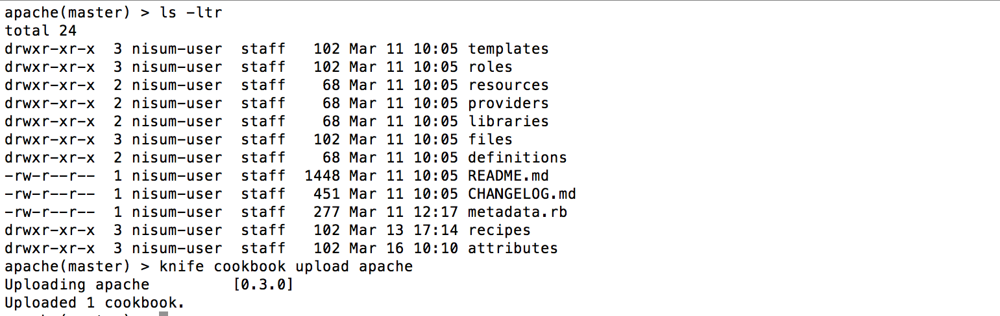 apache(master) > ls -ltr
total 24
drwxr-xr-x  3 nisum-user  staff   102 Mar 11 10:05 templates
drwxr-xr-x  3 nisum-user  staff   102 Mar 11 10:05 roles
drwxr-xr-x  2 nisum-user  staff    68 Mar 11 10:05 resources
drwxr-xr-x  2 nisum-user  staff    68 Mar 11 10:05 providers
drwxr-xr-x  2 nisum-user  staff    68 Mar 11 10:05 libraries
drwxr-xr-x  3 nisum-user  staff   102 Mar 11 10:05 files
drwxr-xr-x  2 nisum-user  staff    68 Mar 11 10:05 definitions
-rw-r--r--  1 nisum-user  staff  1448 Mar 11 10:05 README.md
-rw-r--r--  1 nisum-user  staff   451 Mar 11 10:05 CHANGELOG.md
-rw-r--r--  1 nisum-user  staff   277 Mar 11 12:17 metadata.rb
drwxr-xr-x  3 nisum-user  staff   102 Mar 13 17:14 recipes
drwxr-xr-x  3 nisum-user  staff   102 Mar 16 10:10 attributes
apache(master) > knife cookbook upload apache
Uploading apache         [0.3.0]
Uploaded 1 cookbook.